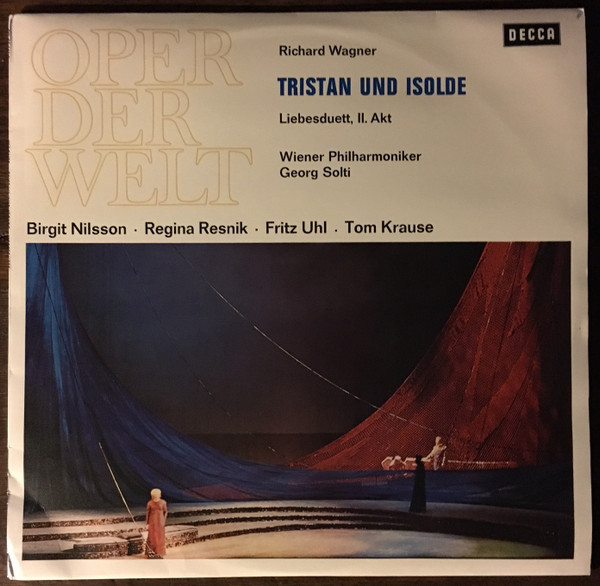 OPER
DER
WELT
DECCA
Richard Wagner
TRISTAN UND ISOLDE
Liebesduett, II. Akt
Wiener Philharmoniker
Georg Solti
Birgit Nilsson · Regina Resnik · Fritz Uhl . Tom Krause